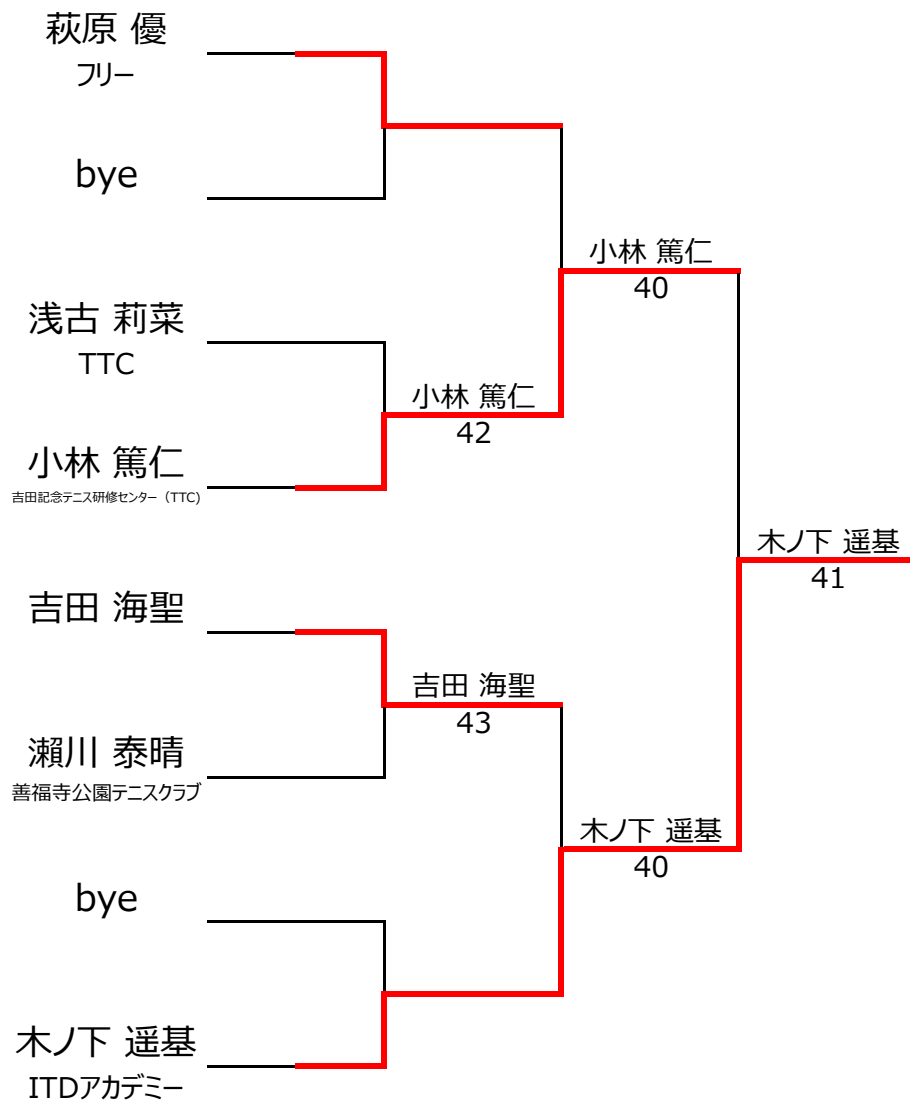 萩原 優
フリー
bye
浅古 莉菜
TTC
小林 篤仁
吉田記念テニス研修センター（TTC)
吉田 海聖
瀨川 泰晴
善福寺公園テニスクラブ
bye
木ノ下 遥基
ITDアカデミー
小林 篤仁
42
吉田 海聖
43
小林 篤仁
40
木ノ下 遥基
40
木ノ下 遥基
41